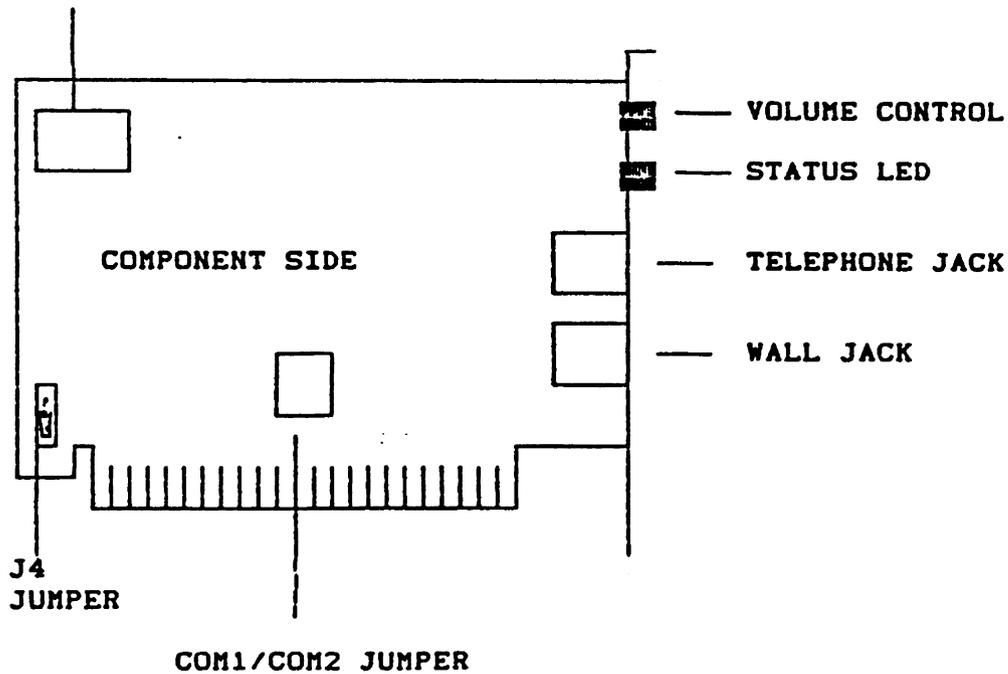 VOLUME CONTROL
STATUS LED
COMPONENT SIDE
TELEPHONE JACK
WALL JACK
J4
JUMPER
COM1/COM2 JUMPER